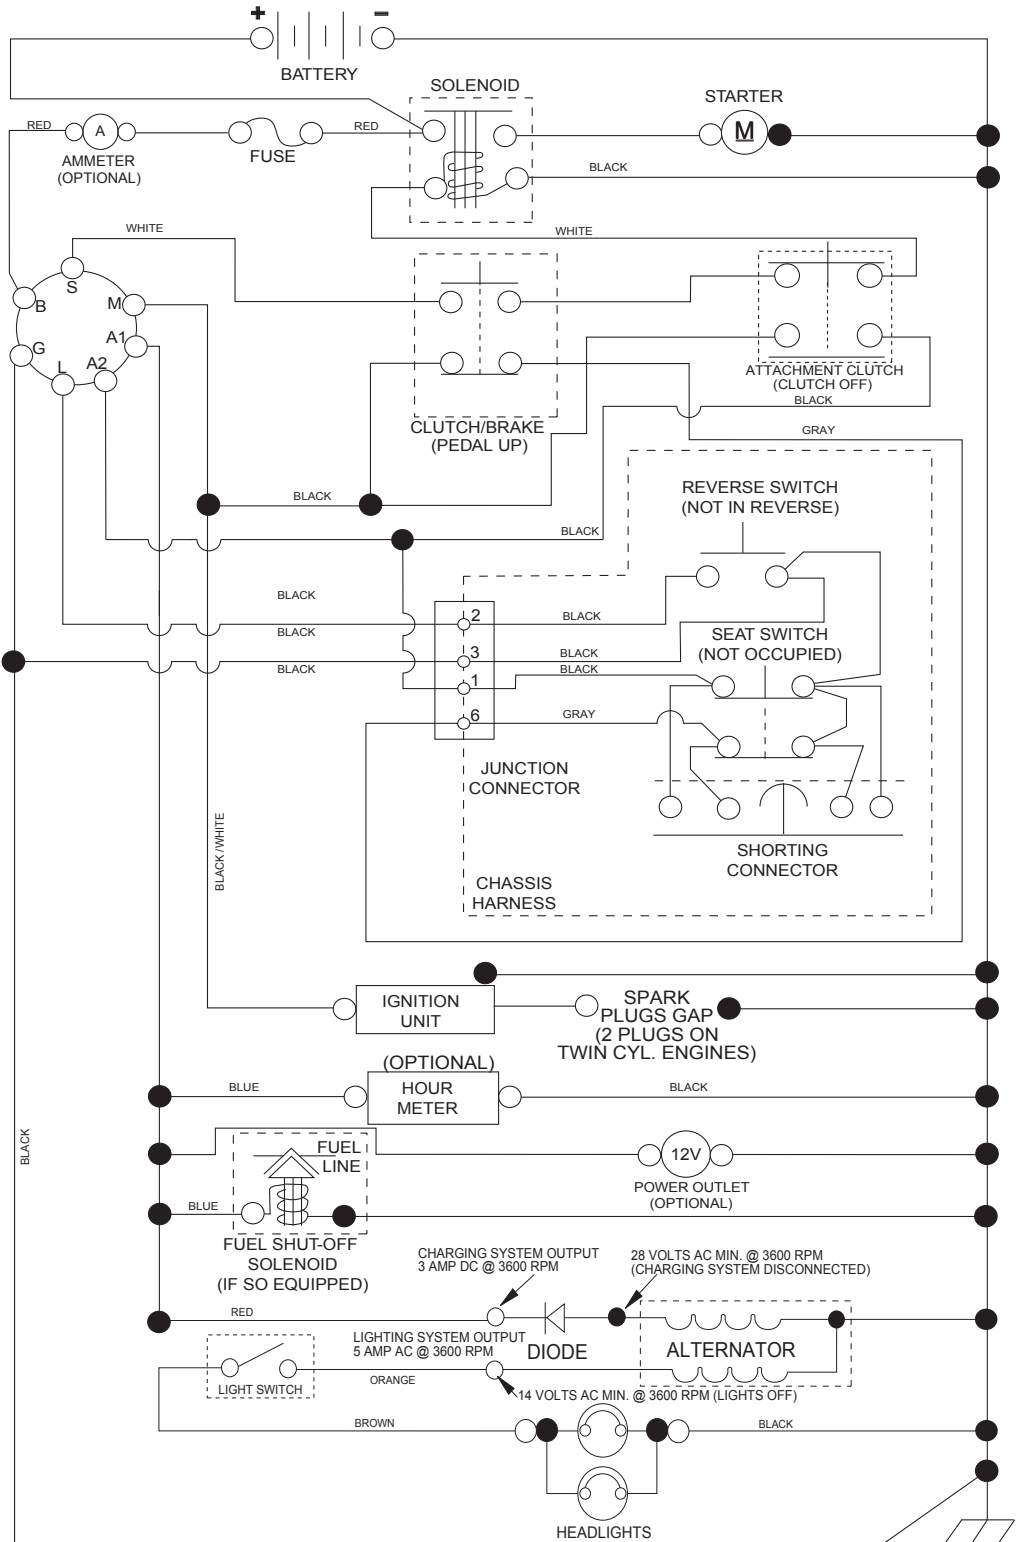 + −
BATTERY
SOLENOID
STARTER
RED
A
RED
M
AMMETER
(OPTIONAL)
FUSE
BLACK
WHITE
WHITE
S
B
M
A1
G
L
A2
ATTACHMENT CLUTCH
(CLUTCH OFF)
BLACK
CLUTCH/BRAKE
(PEDAL UP)
GRAY
REVERSE SWITCH
(NOT IN REVERSE)
BLACK
BLACK
BLACK
2
BLACK
BLACK
SEAT SWITCH
(NOT OCCUPIED)
3
BLACK
BLACK
BLACK
1
6
GRAY
JUNCTION
CONNECTOR
SHORTING
CONNECTOR
BLACK/WHITE
CHASSIS
HARNESS
IGNITION
UNIT
SPARK
PLUGS GAP
(2 PLUGS ON
TWIN CYL. ENGINES)
(OPTIONAL)
BLUE
HOUR
METER
BLACK
BLACK
FUEL
LINE
12V
POWER OUTLET
(OPTIONAL)
BLUE
FUEL SHUT-OFF
SOLENOID
(IF SO EQUIPPED)
CHARGING SYSTEM OUTPUT
3 AMP DC @ 3600 RPM
28 VOLTS AC MIN. @ 3600 RPM
(CHARGING SYSTEM DISCONNECTED)
RED
LIGHTING SYSTEM OUTPUT
5 AMP AC @ 3600 RPM
DIODE
ALTERNATOR
LIGHT SWITCH
ORANGE
14 VOLTS AC MIN. @ 3600 RPM (LIGHTS OFF)
BROWN
BLACK
HEADLIGHTS